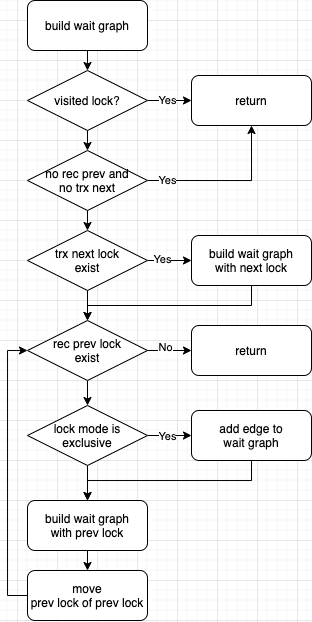 build wait graph
visited lock?
Yes
return
no rec prev and
no trx next
Yes
trx next lock
exist
Yes
build wait graph
with next lock
rec prev lock
exist
No
return
lock mode is
exclusive
Yes
add edge to
wait graph
build wait graph
with prev lock
move
prev lock of prev lock